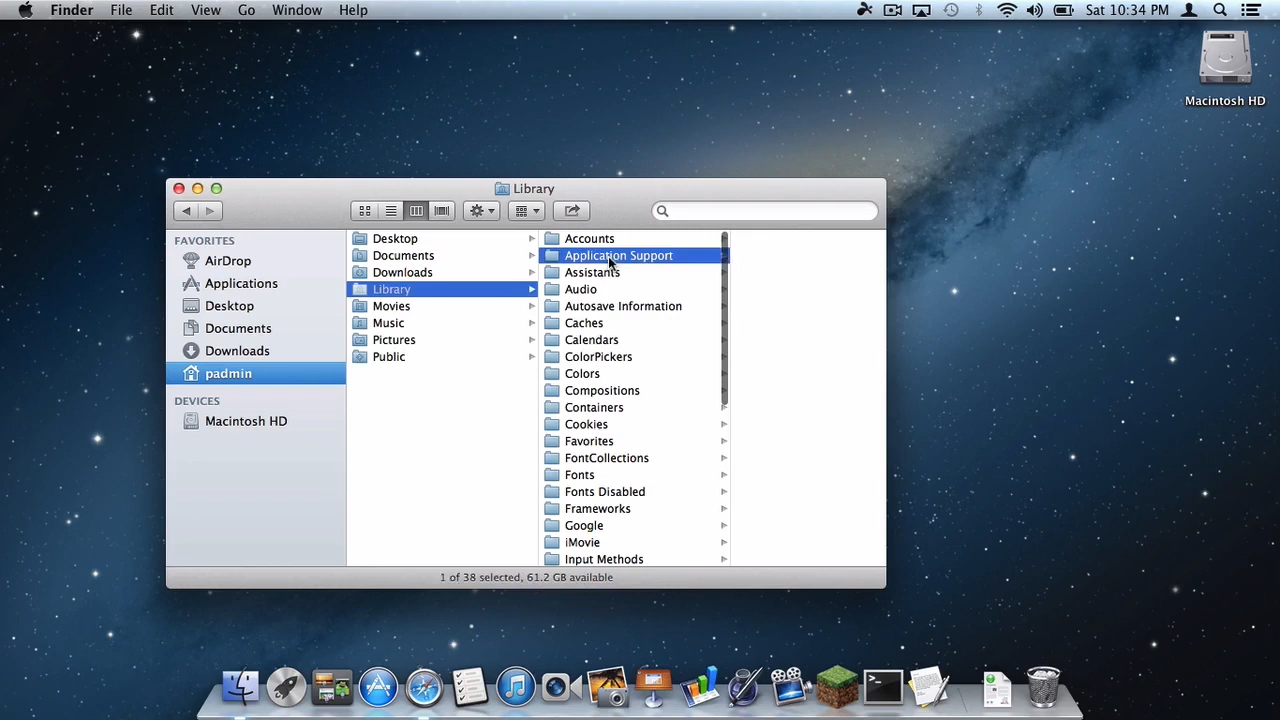 Finder File Edit View Go Window Help Sat 10:34 PM
Macintosh HD
Library
FAVORITES
AirDrop
Applications
Desktop
Documents
Downloads
padmin
DEVICES
Macintosh HD
Desktop
Documents
Downloads
Library
Movies
Music
Pictures
Public
Accounts
Application Support
Assistants
Audio
Autosave Information
Caches
Calendars
ColorPickers
Colors
Compositions
Containers
Cookies
Favorites
FontCollections
Fonts
Fonts Disabled
Frameworks
Google
iMovie
Input Methods
1 of 38 selected, 61.2 GB available